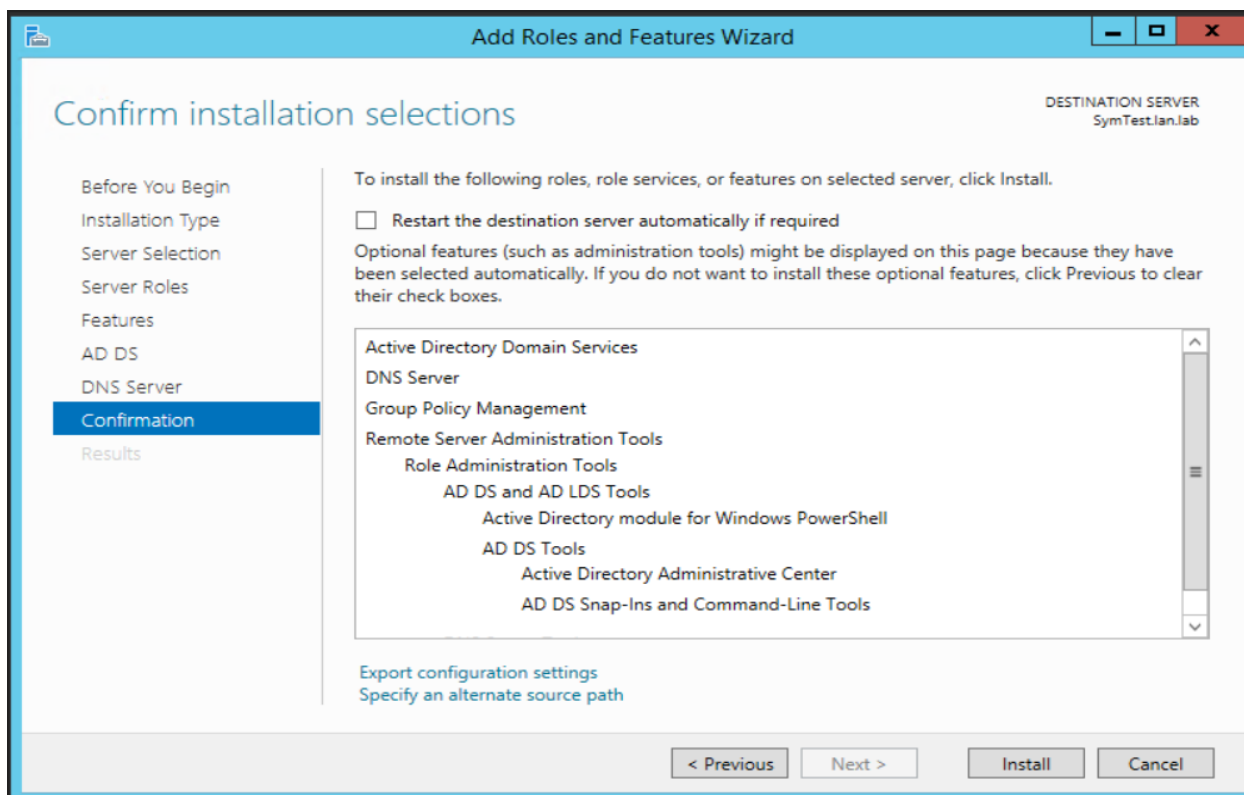 Add Roles and Features Wizard
Confirm installation selections
DESTINATION SERVER
SymTest.lan.lab
Before You Begin
Installation Type
Server Selection
Server Roles
Features
AD DS
DNS Server
Confirmation
Results
To install the following roles, role services, or features on selected server, click Install.
Restart the destination server automatically if required
Optional features (such as administration tools) might be displayed on this page because they have
been selected automatically. If you do not want to install these optional features, click Previous to clear
their check boxes.
Active Directory Domain Services
DNS Server
Group Policy Management
Remote Server Administration Tools
Role Administration Tools
AD DS and AD LDS Tools
Active Directory module for Windows PowerShell
AD DS Tools
Active Directory Administrative Center
AD DS Snap-Ins and Command-Line Tools
Export configuration settings
Specify an alternate source path
< Previous
Next >
Install
Cancel